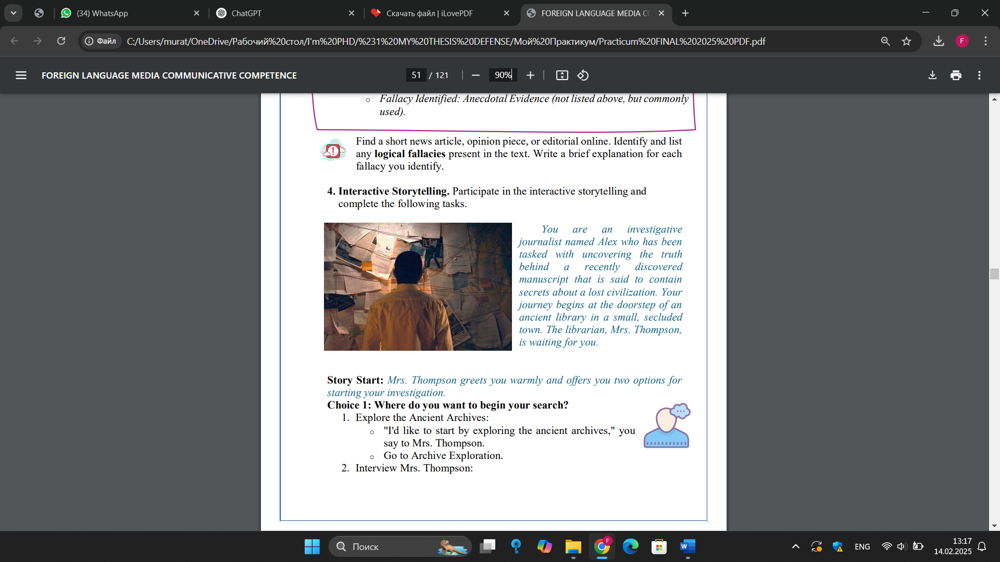 (34) WhatsApp
ChatGPT
Скачать файл | iLovePDF
FOREIGN LANGUAGE MEDIA CO
Файл
C:/Users/murat/OneDrive/Рабочий%20стол/I'm%20PHD/%231%20MY%20THESIS%20DEFENSE/Мой%20Практикум/Practicum%20FINAL%202025%20PDF.pdf
F
FOREIGN LANGUAGE MEDIA COMMUNICATIVE COMPETENCE
51 / 121
90%
Fallacy Identified: Anecdotal Evidence (not listed above, but commonly
used).
Find a short news article, opinion piece, or editorial online. Identify and list
any logical fallacies present in the text. Write a brief explanation for each
fallacy you identify.
4. Interactive Storytelling. Participate in the interactive storytelling and
complete the following tasks.
You are an investigative
journalist named Alex who has been
tasked with uncovering the truth
behind a recently discovered
manuscript that is said to contain
secrets about a lost civilization. Your
journey begins at the doorstep of an
ancient library in a small, secluded
town. The librarian, Mrs. Thompson,
is waiting for you.
Story Start: Mrs. Thompson greets you warmly and offers you two options for
starting your investigation.
Choice 1: Where do you want to begin your search?
1. Explore the Ancient Archives:
"I'd like to start by exploring the ancient archives," you
say to Mrs. Thompson.
Go to Archive Exploration.
2. Interview Mrs. Thompson:
Поиск
F
W
ENG
13:17
14.02.2025